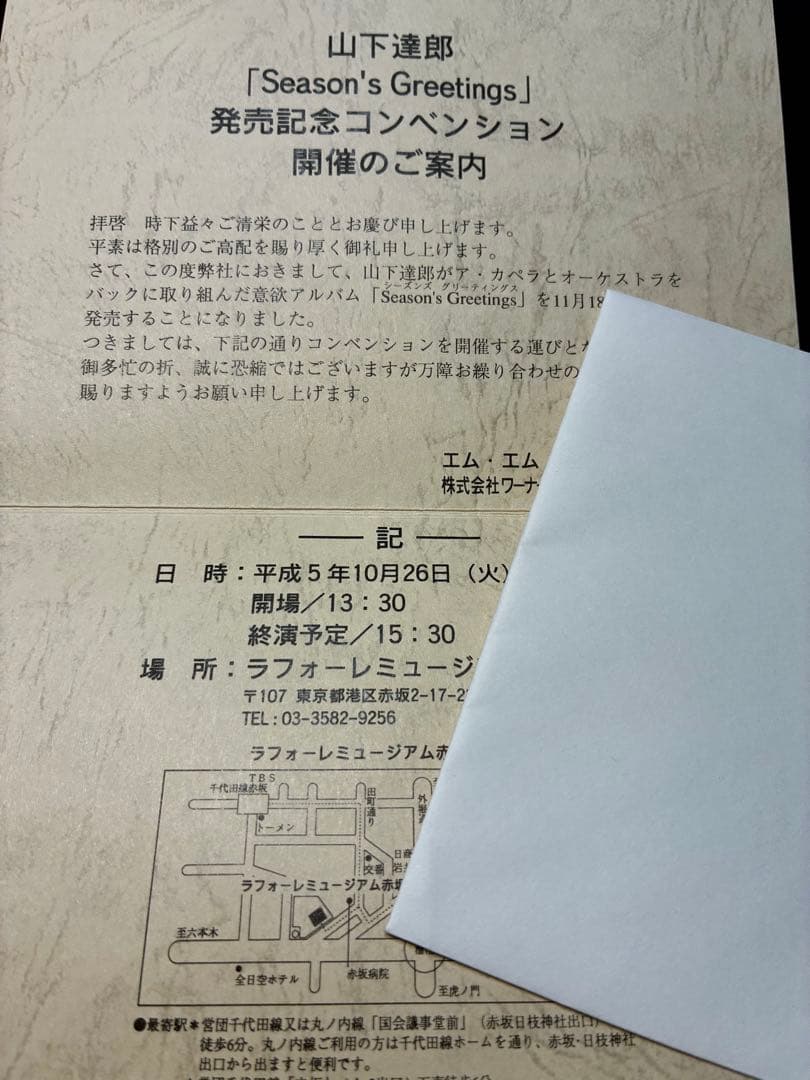 山下達郎
「Season's Greetings」
発売記念コンベンション
開催のご案内
拝啓 時下益々ご清栄のこととお慶び申し上げます。
平素は格別のご高配を賜り厚く御礼申し上げます。
さて、この度弊社におきまして、山下達郎がア・カペラとオーケストラを
シーズンズ グリーティングス
バックに取り組んだ意欲アルバム「Season's Greetings」を11月18
発売することになりました。
つきましては、下記の通りコンベンションを開催する運びとな
御多忙の折、誠に恐縮ではございますが万障お繰り合わせの
賜りますようお願い申し上げます。
エム・エム
株式会社ワーナー
記
日 時：平成5年10月26日（火）
開場／13：30
終演予定／15：30
場 所：ラフォーレミュージ
〒107 東京都港区赤坂2-17-2
TEL：03-3582-9256
ラフォーレミュージアム赤
TBS
千代田線赤坂
田町通り
外堀
トーメン
交番
日商
岩
ラフォーレミュージアム赤坂
至六本木
全日空ホテル
赤坂病院
至虎ノ門
●最寄駅＊営団千代田線又は丸ノ内線「国会議事堂前」（赤坂日枝神社出口）
徒歩6分。丸ノ内線ご利用の方は千代田線ホームを通り、赤坂・日枝神社
出口から出ますと便利です。